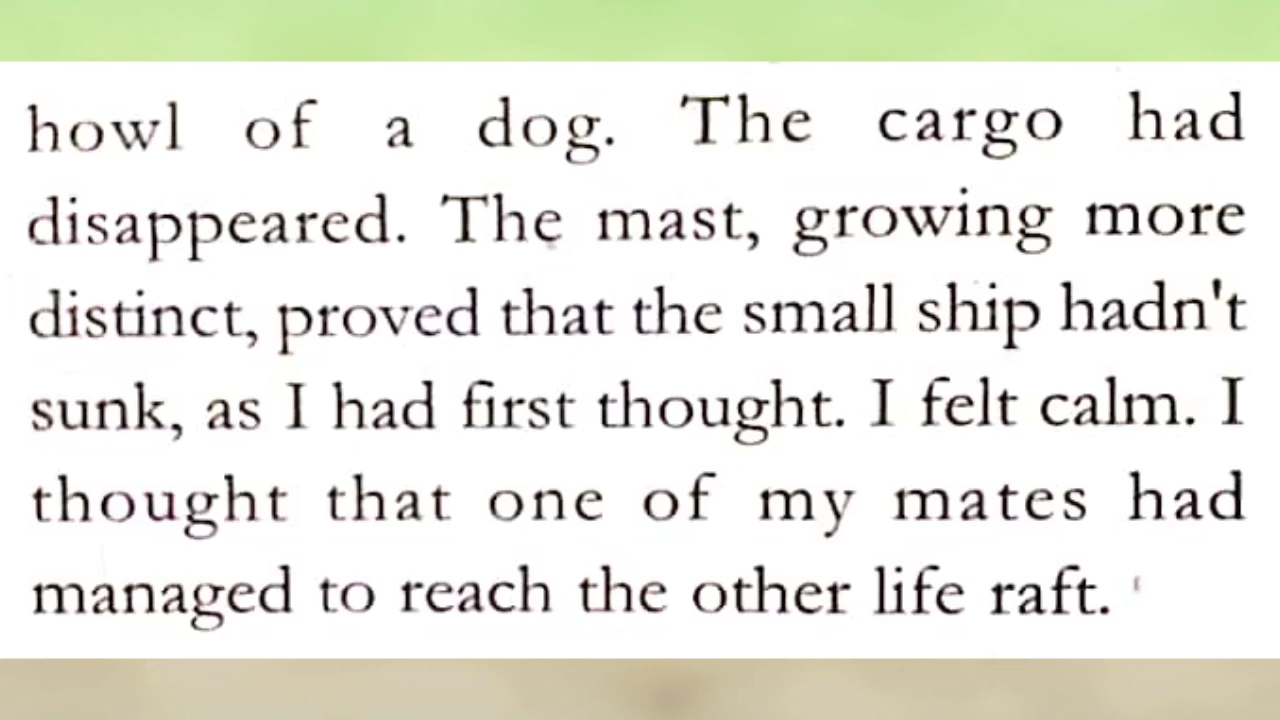 howl of a dog. The cargo had
disappeared. The mast, growing more
distinct, proved that the small ship hadn't
sunk, as I had first thought. I felt calm. I
thought that one of my mates had
managed to reach the other life raft.